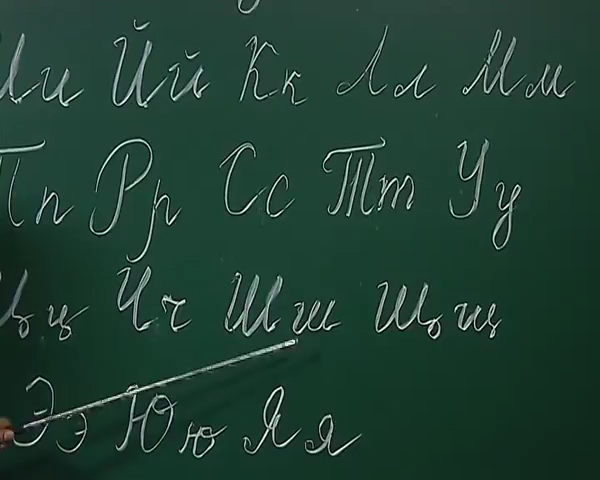 Ии Йй Кк Лл Мм
Пп Рр Сс Тт Уу
Цц Чч Шш Щщ
Ээ Юю Яя